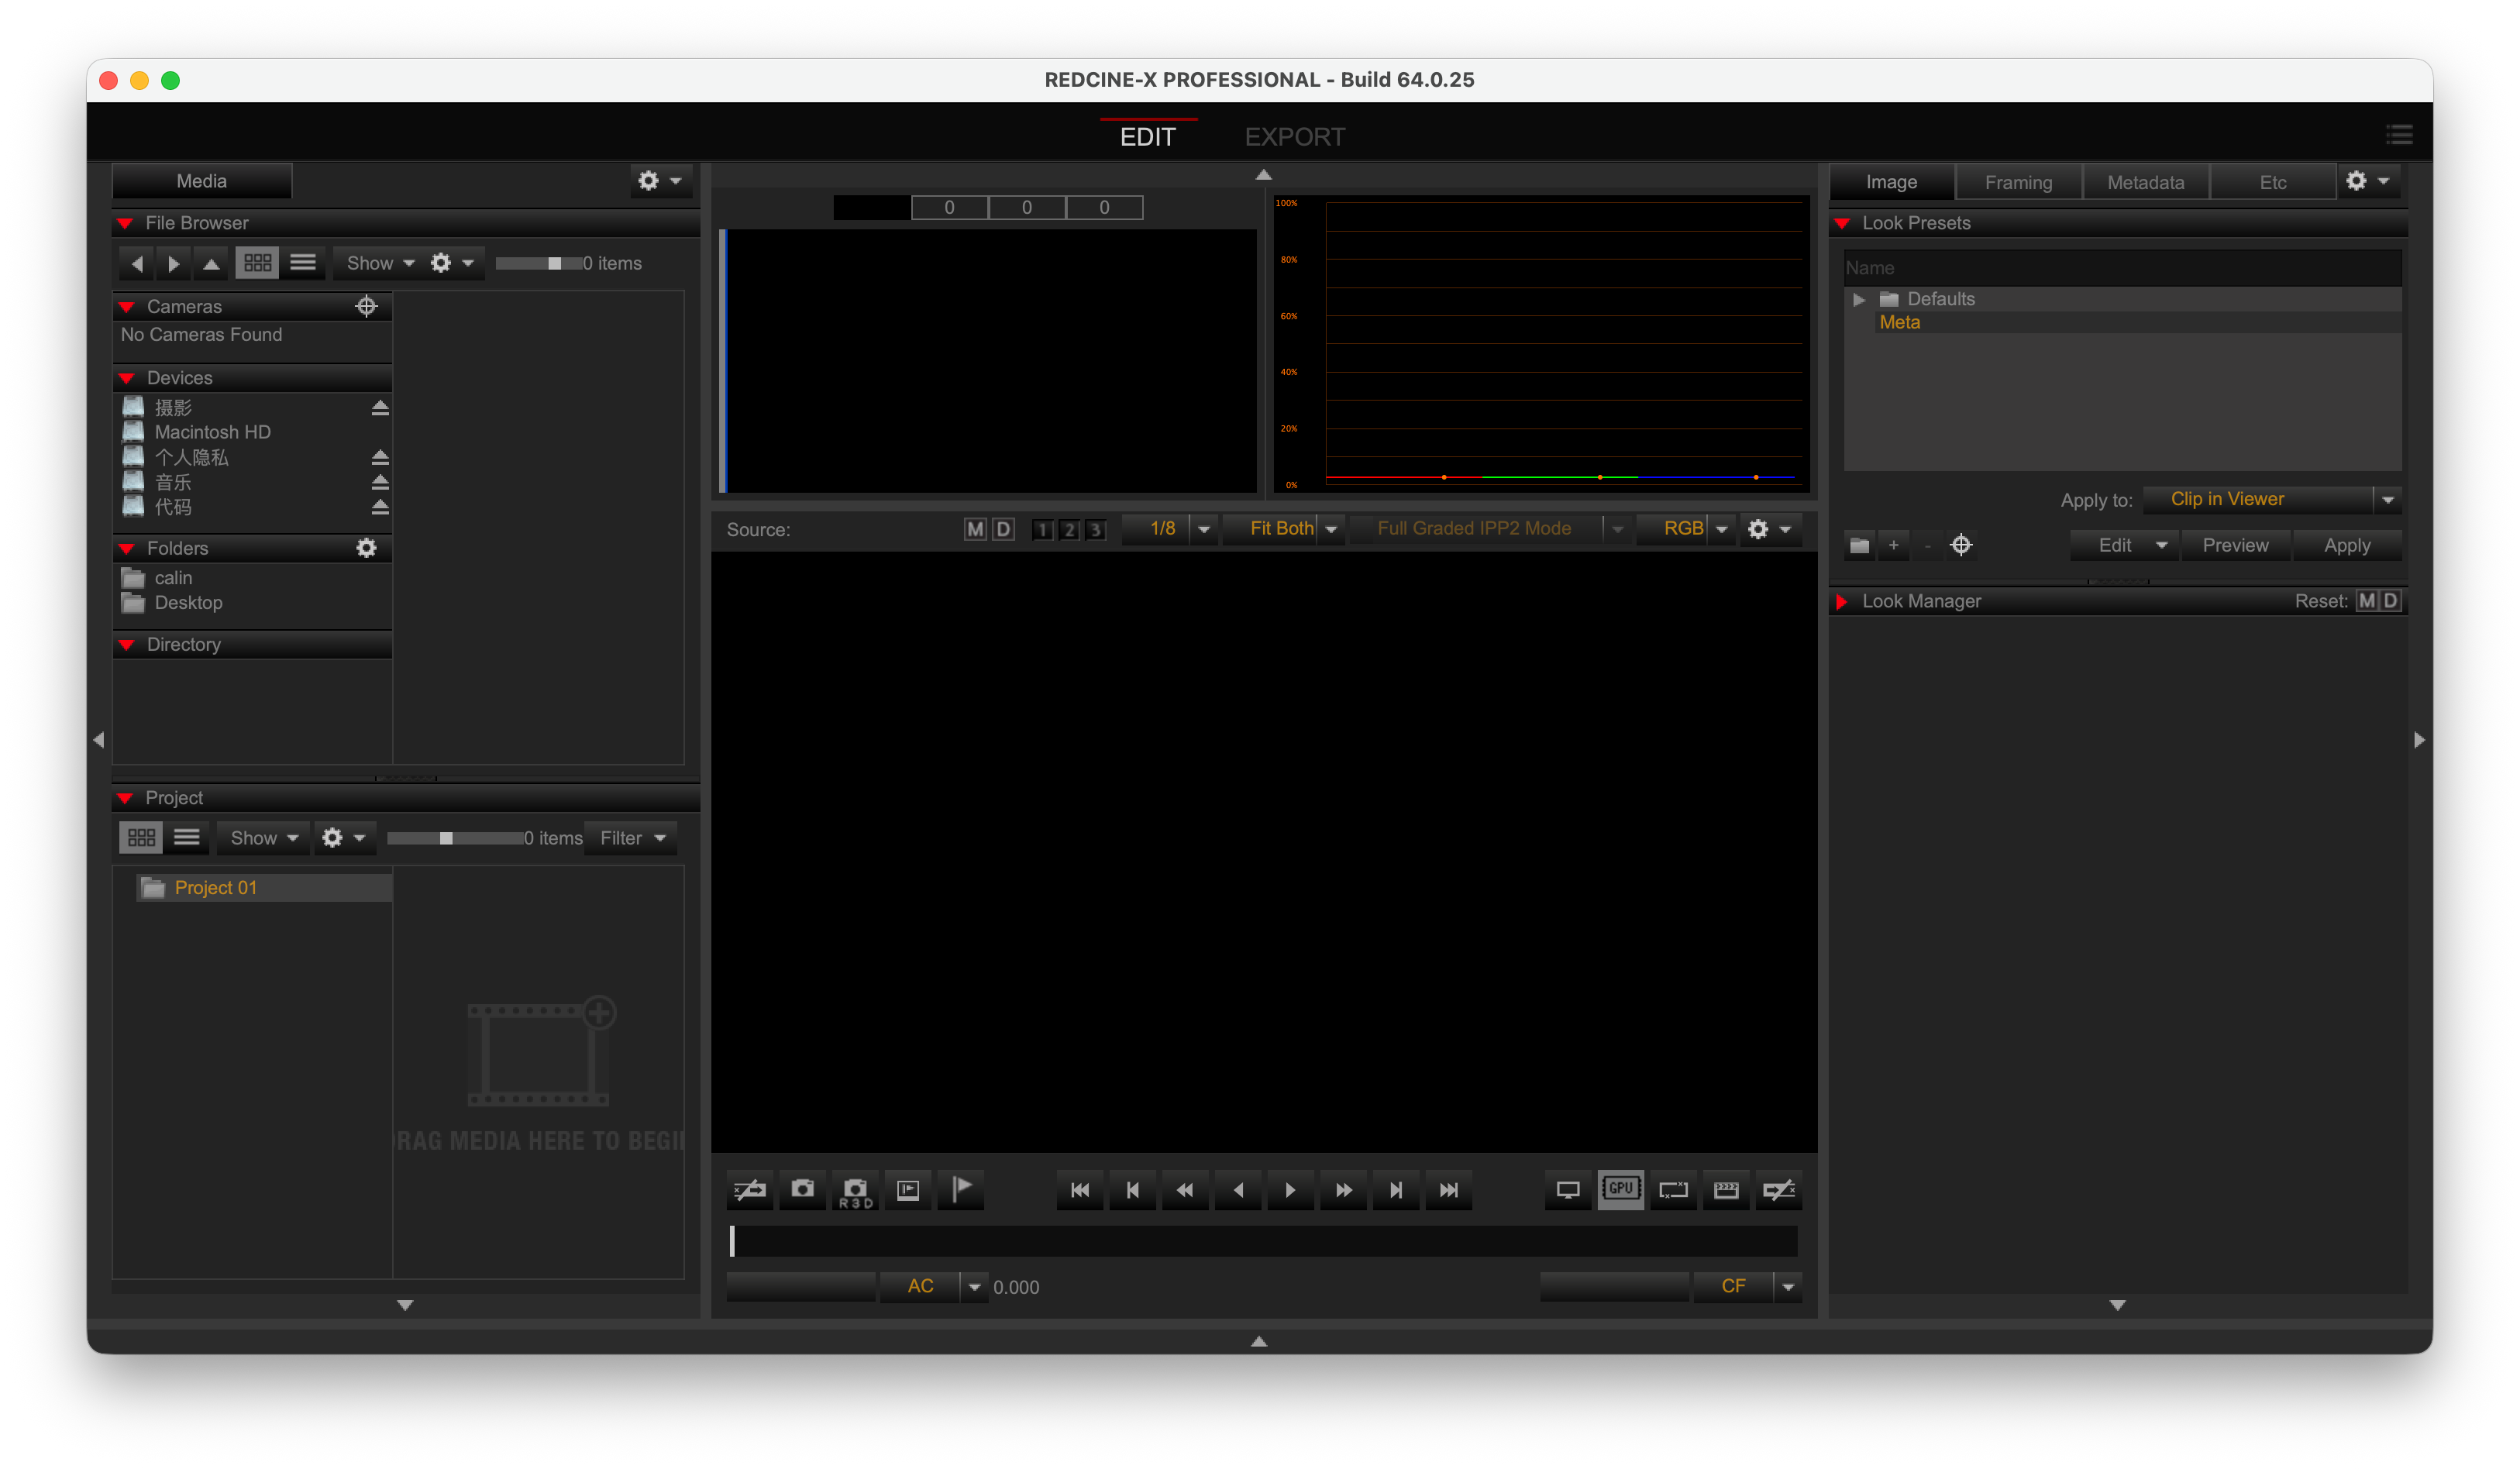 REDCINE-X PROFESSIONAL - Build 64.0.25
EDIT EXPORT
Media
File Browser
Show 0 items
Cameras
No Cameras Found
Devices
摄影
Macintosh HD
个人隐私
音乐
代码
Folders
calin
Desktop
Directory
Project
Show 0 items Filter
Project 01
RAG MEDIA HERE TO BEGI
0 0 0
100%
80%
60%
40%
20%
0%
Source: M D 1 2 3 1/8 Fit Both Full Graded IPP2 Mode RGB
R3D
GPU
AC 0.000 CF
Image Framing Metadata Etc
Look Presets
Name
Defaults
Meta
Apply to: Clip in Viewer
+ - Edit Preview Apply
Look Manager Reset: M D